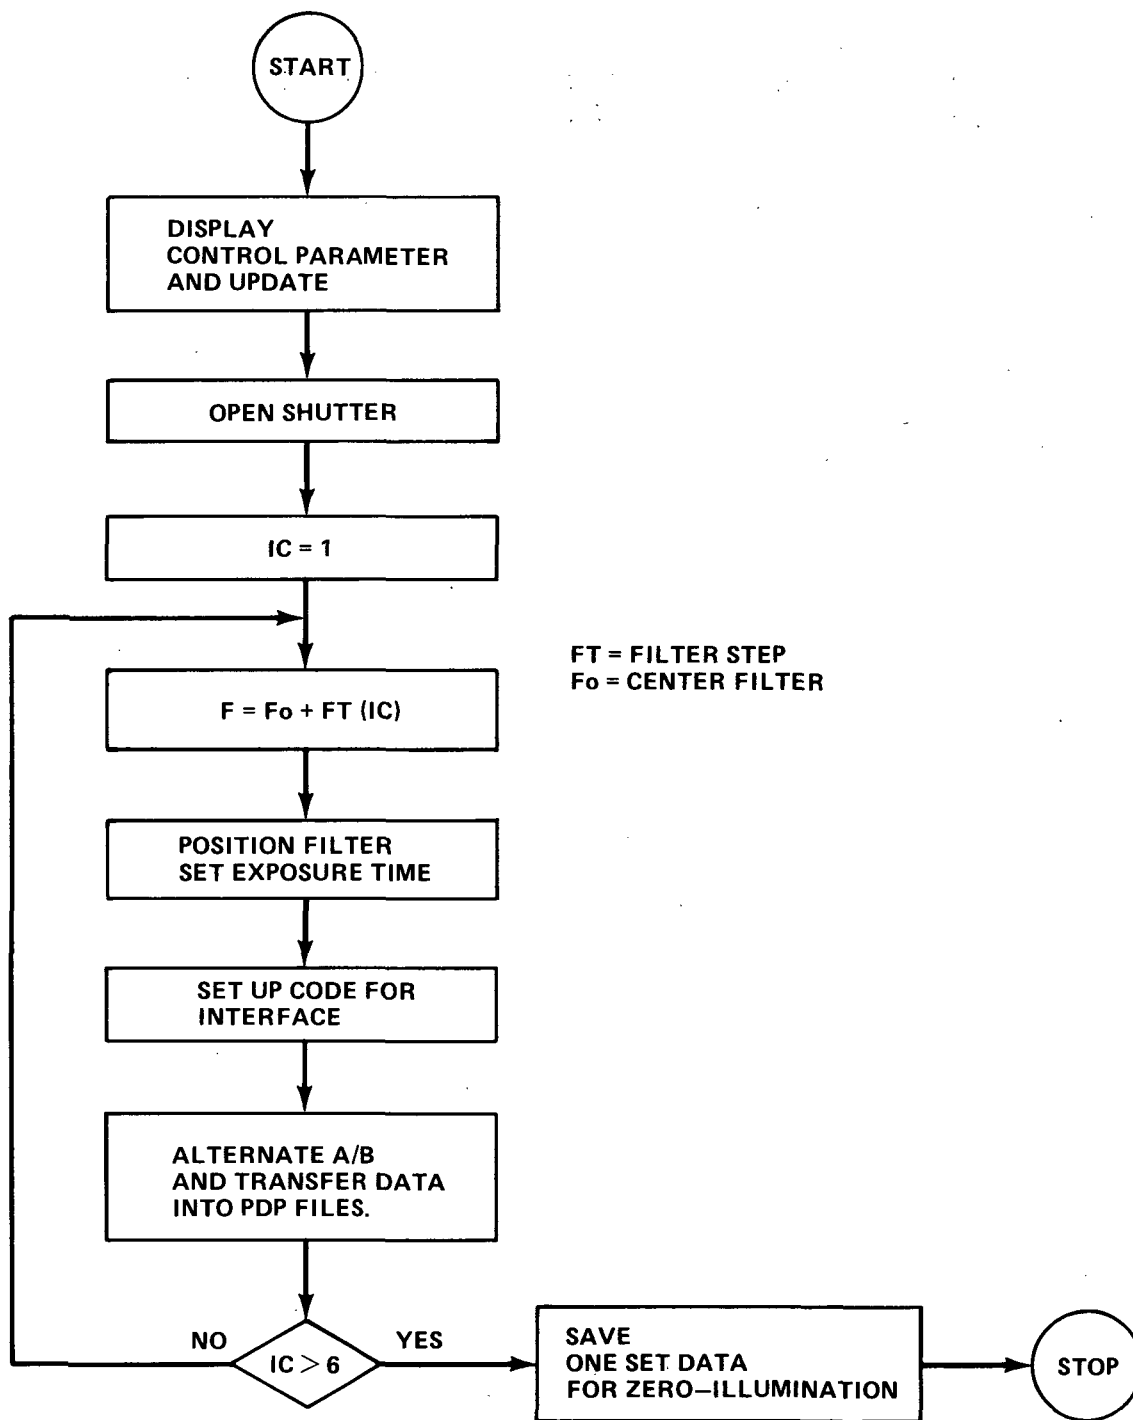 START
DISPLAY
CONTROL PARAMETER
AND UPDATE
OPEN SHUTTER
IC = 1
FT = FILTER STEP
Fo = CENTER FILTER
F = Fo + FT (IC)
POSITION FILTER
SET EXPOSURE TIME
SET UP CODE FOR
INTERFACE
ALTERNATE A/B
AND TRANSFER DATA
INTO PDP FILES.
NO
IC > 6
YES
SAVE
ONE SET DATA
FOR ZERO–ILLUMINATION
STOP